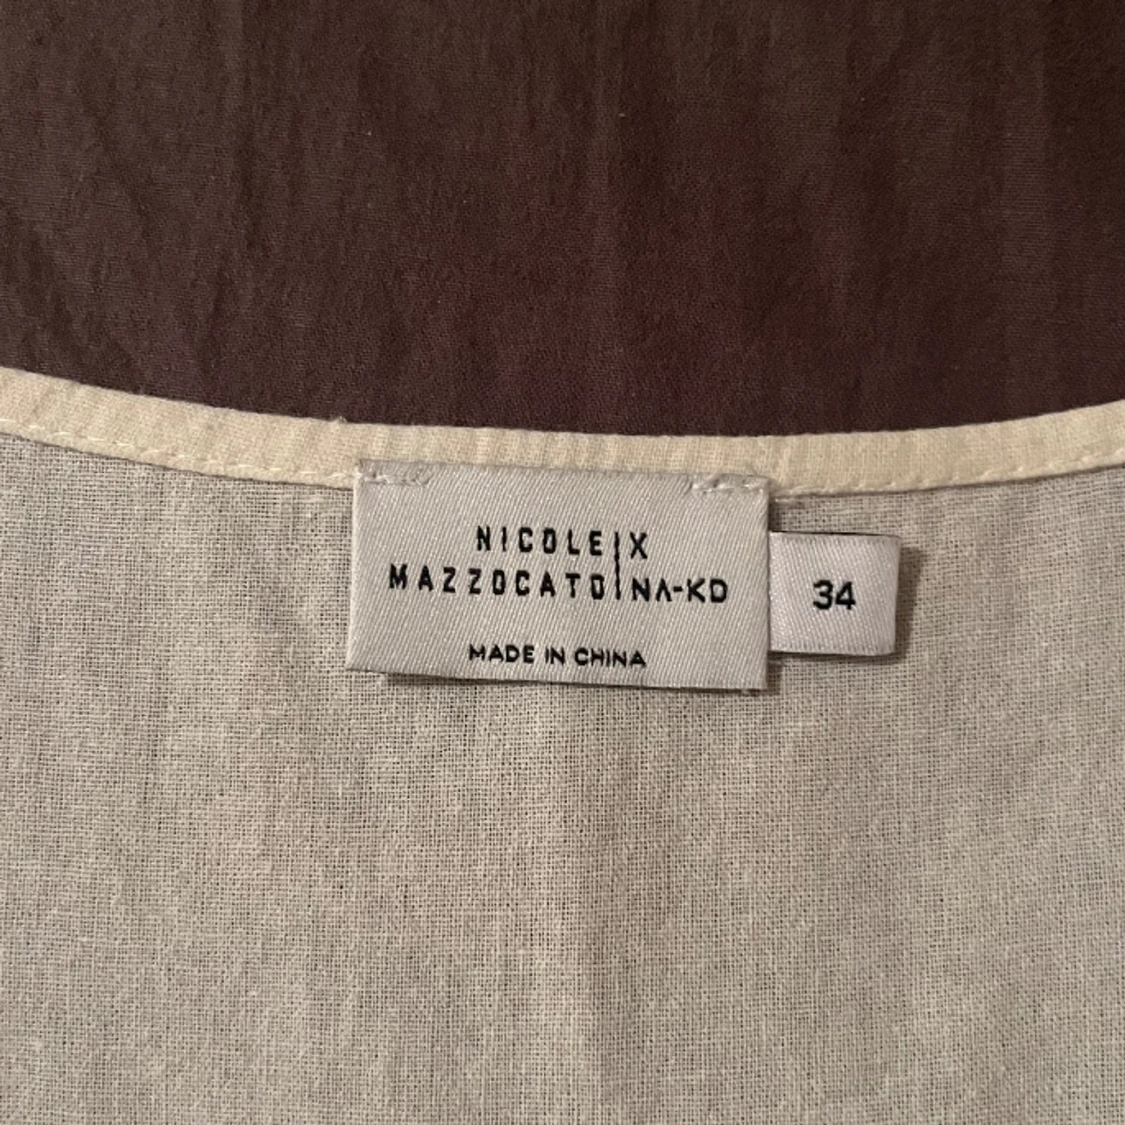 NICOLE | X
MAZZOCATO | NA-KD
MADE IN CHINA
34